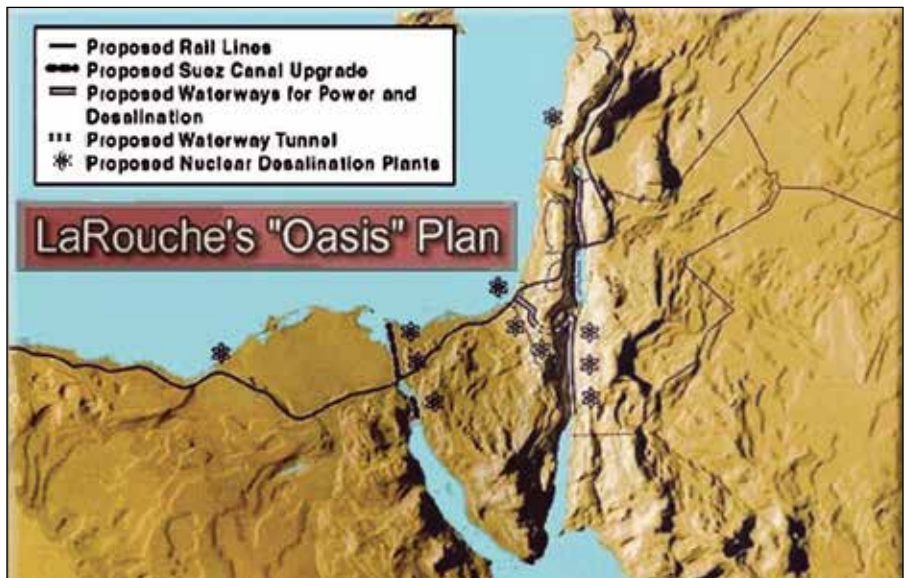 Proposed Rail Lines
Proposed Suez Canal Upgrade
Proposed Waterways for Power and
Desalination
Proposed Waterway Tunnel
Proposed Nuclear Desalination Plants
LaRouche's "Oasis" Plan